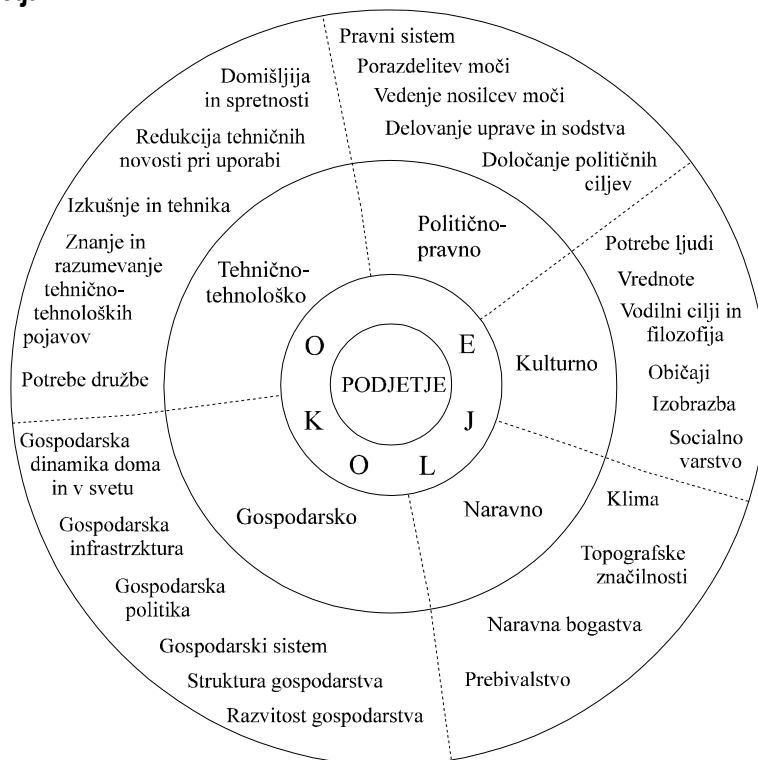 Pravni sistem
Porazdelitev moči
Vedenje nosilcev moči
Delovanje uprave in sodstva
Določanje političnih
ciljev
Domišljija
in spretnosti
Redukcija tehničnih
novosti pri uporabi
Izkušnje in tehnika
Znanje in
razumevanje
tehnično-
tehnoloških
pojavov
Potrebe družbe
Tehnično-
tehnološko
Politično-
pravno
Potrebe ljudi
Vrednote
Vodilni cilji in
filozofija
Običaji
Izobrazba
Socialno
varstvo
Kulturno
O
K
O
L
J
E
PODJETJE
Gospodarsko
Naravno
Gospodarska
dinamika doma
in v svetu
Gospodarska
infrastrzktura
Gospodarska
politika
Gospodarski sistem
Struktura gospodarstva
Razvitost gospodarstva
Klima
Topografske
značilnosti
Naravna bogastva
Prebivalstvo